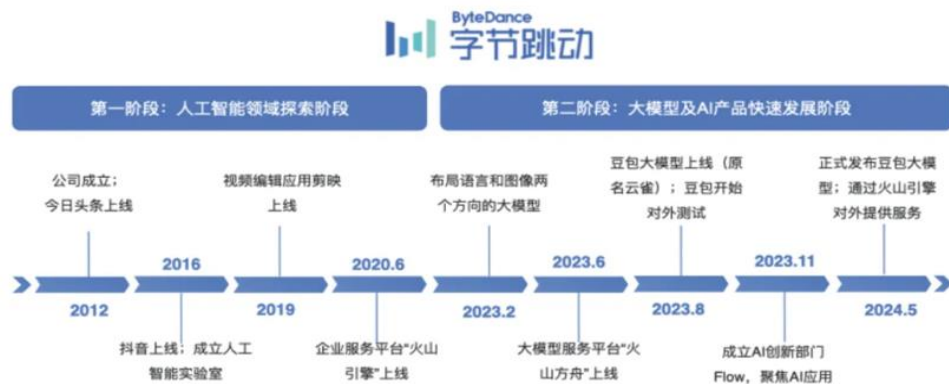 ByteDance
字节跳动
第一阶段：人工智能领域探索阶段
第二阶段：大模型及AI产品快速发展阶段
公司成立；
今日头条上线
视频编辑应用剪映
上线
布局语言和图像两
个方向的大模型
豆包大模型上线（原
名云雀）；豆包开始
对外测试
正式发布豆包大模
型；通过火山引擎
对外提供服务
2016
2020.6
2023.6
2023.11
2012
2019
2023.2
2023.8
2024.5
抖音上线；成立人工
智能实验室
企业服务平台“火山
引擎”上线
大模型服务平台“火
山方舟”上线
成立AI创新部门
Flow，聚焦AI应用